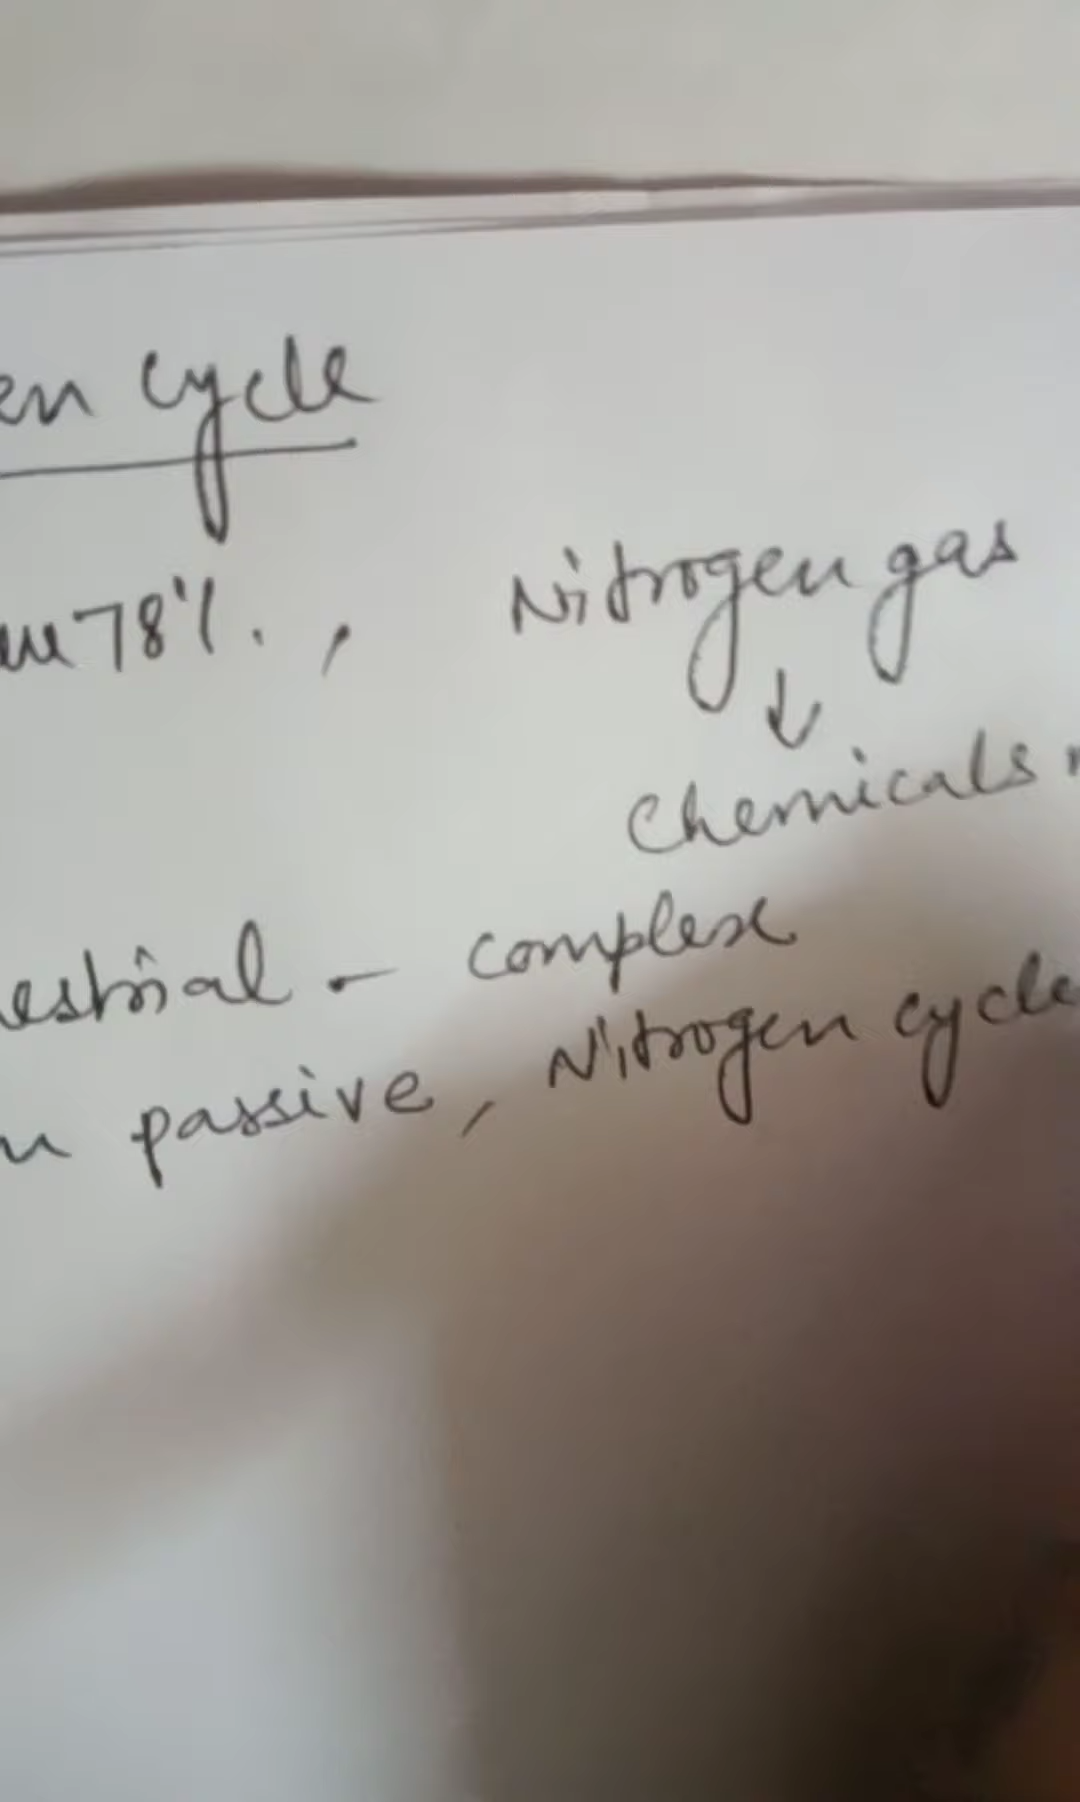 en cycle
78%., Nitrogen gas
↓
Chemicals
estrial - complex
passive, Nitrogen cycle